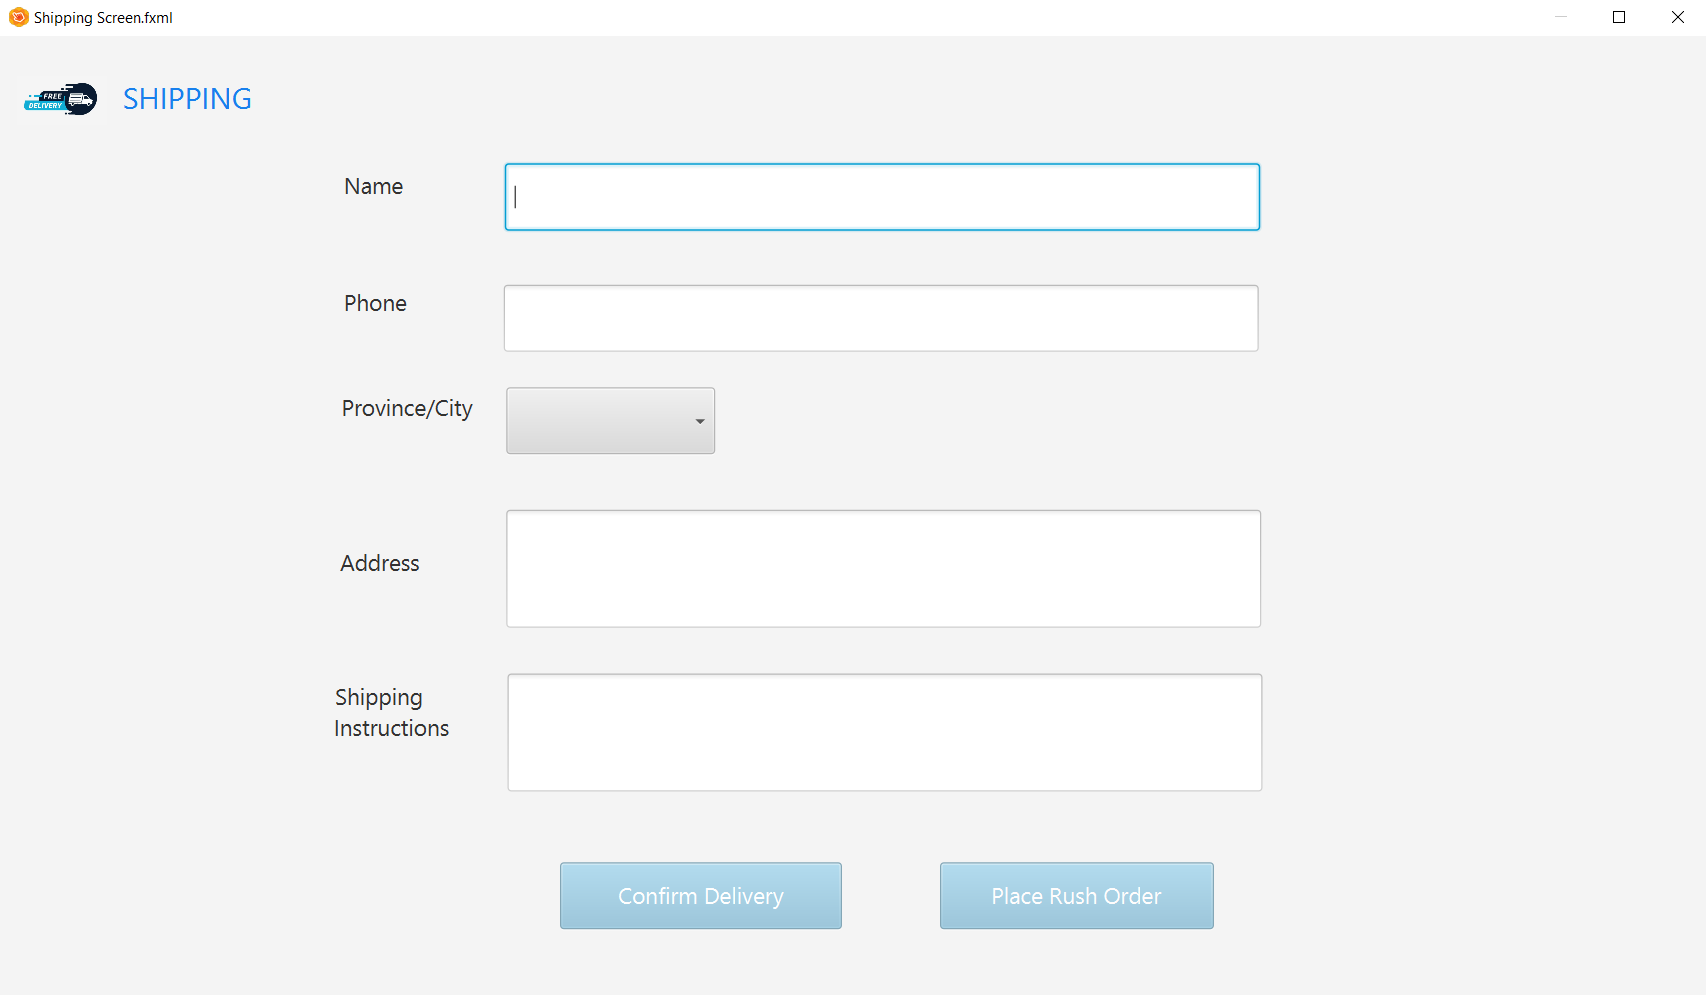 Shipping Screen.fxml
FREE
DELIVERY
SHIPPING
Name
Phone
Province/City
Address
Shipping
Instructions
Confirm Delivery
Place Rush Order